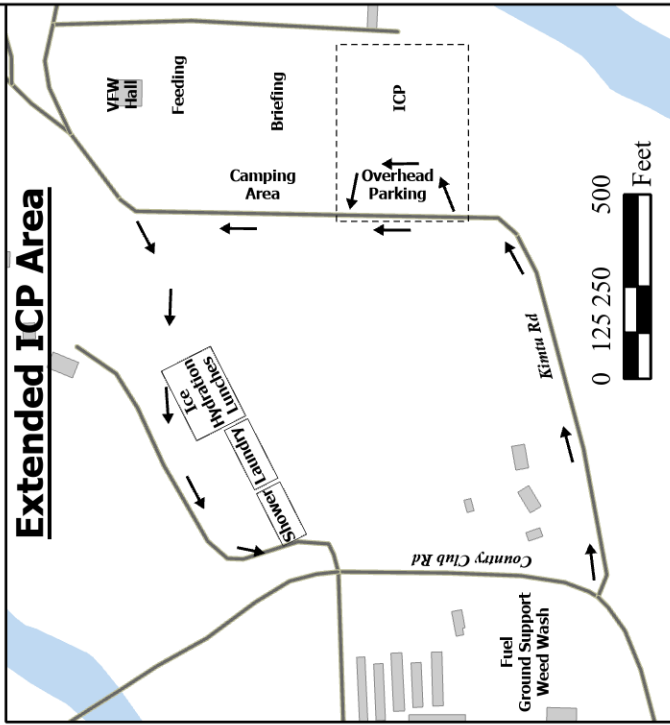 Extended ICP Area
VFW
Hall
Feeding
Briefing
ICP
Camping
Area
Overhead
Parking
Ice
Hydration
Lunches
Laundry
Shower
Kimtu Rd
Country Club Rd
Fuel
Ground Support
Weed Wash
0 125 250 500
Feet